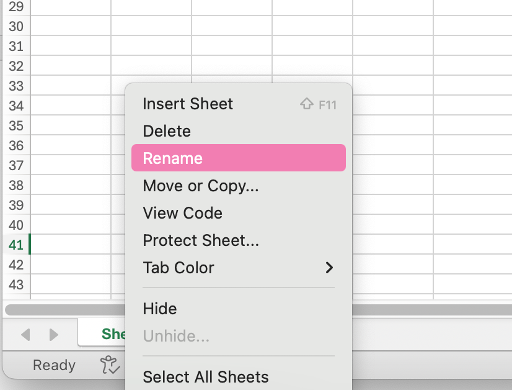 29
30
31
32
33
34
35
36
37
38
39
40
41
42
43
Insert Sheet ⇧ F11
Delete
Rename
Move or Copy...
View Code
Protect Sheet...
Tab Color
Hide
Unhide...
Select All Sheets
Ready